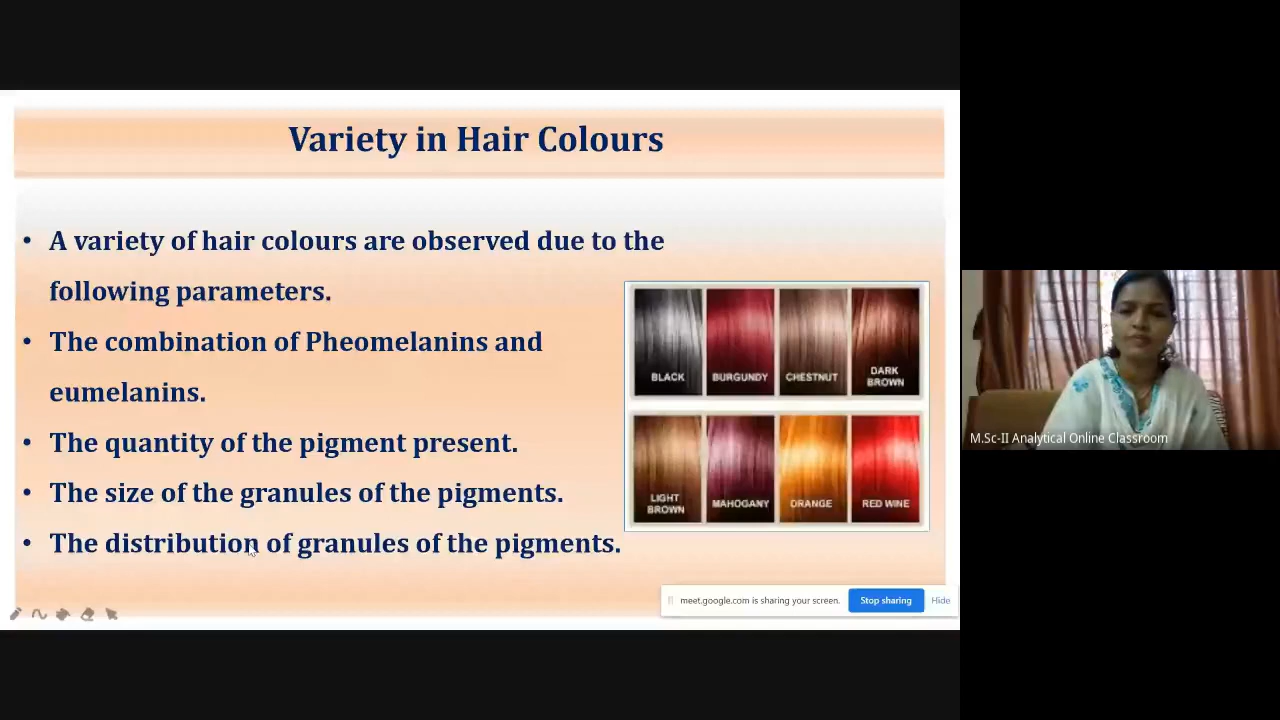 Variety in Hair Colours
• A variety of hair colours are observed due to the
following parameters.
• The combination of Pheomelanins and
eumelanins.
• The quantity of the pigment present.
• The size of the granules of the pigments.
• The distribution of granules of the pigments.
BLACK
BURGUNDY
CHESTNUT
DARK
BROWN
LIGHT
BROWN
MAHOGANY
ORANGE
RED WINE
meet.google.com is sharing your screen.
Stop sharing
Hide
M.Sc-II Analytical Online Classroom